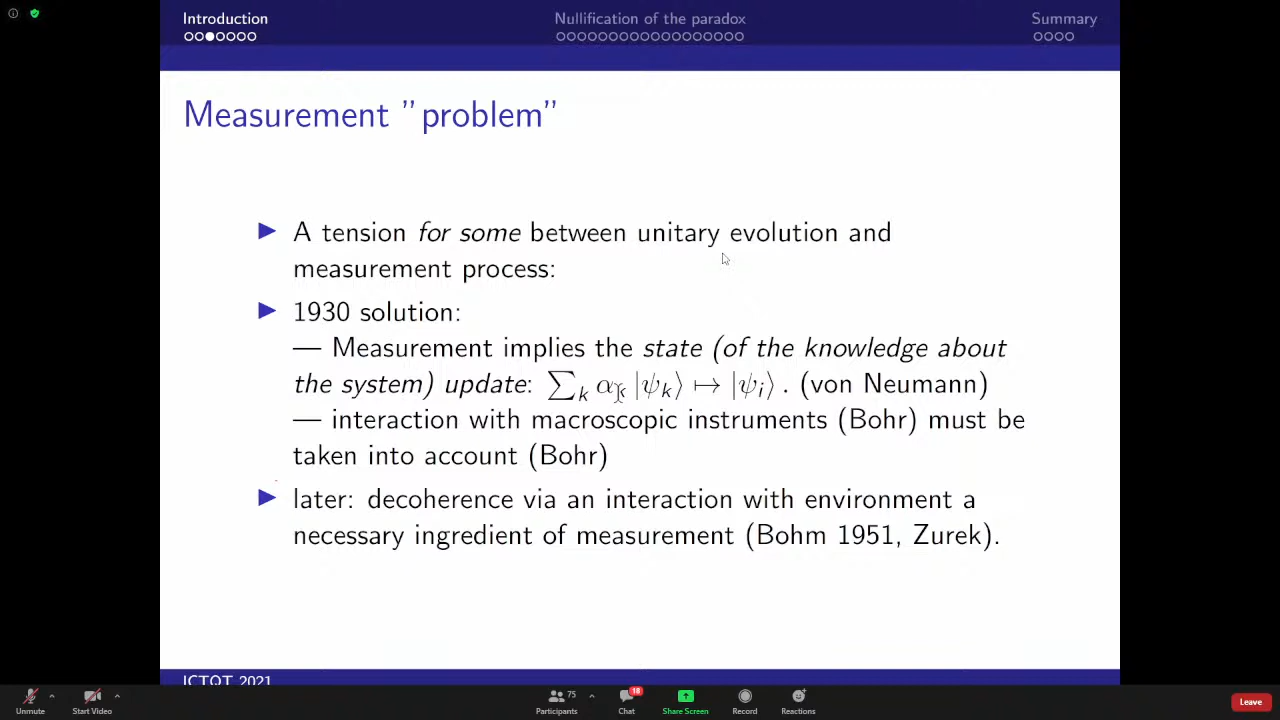 Introduction Nullification of the paradox Summary
Measurement ”problem”
A tension for some between unitary evolution and
measurement process:
1930 solution:
— Measurement implies the state (of the knowledge about
the system) update: ∑ₖ αₖ |ψₖ⟩ ↦ |ψᵢ⟩ . (von Neumann)
— interaction with macroscopic instruments (Bohr) must be
taken into account (Bohr)
later: decoherence via an interaction with environment a
necessary ingredient of measurement (Bohm 1951, Zurek).
ICTQT 2021
75 18
Unmute Start Video Participants Chat Share Screen Record Reactions Leave